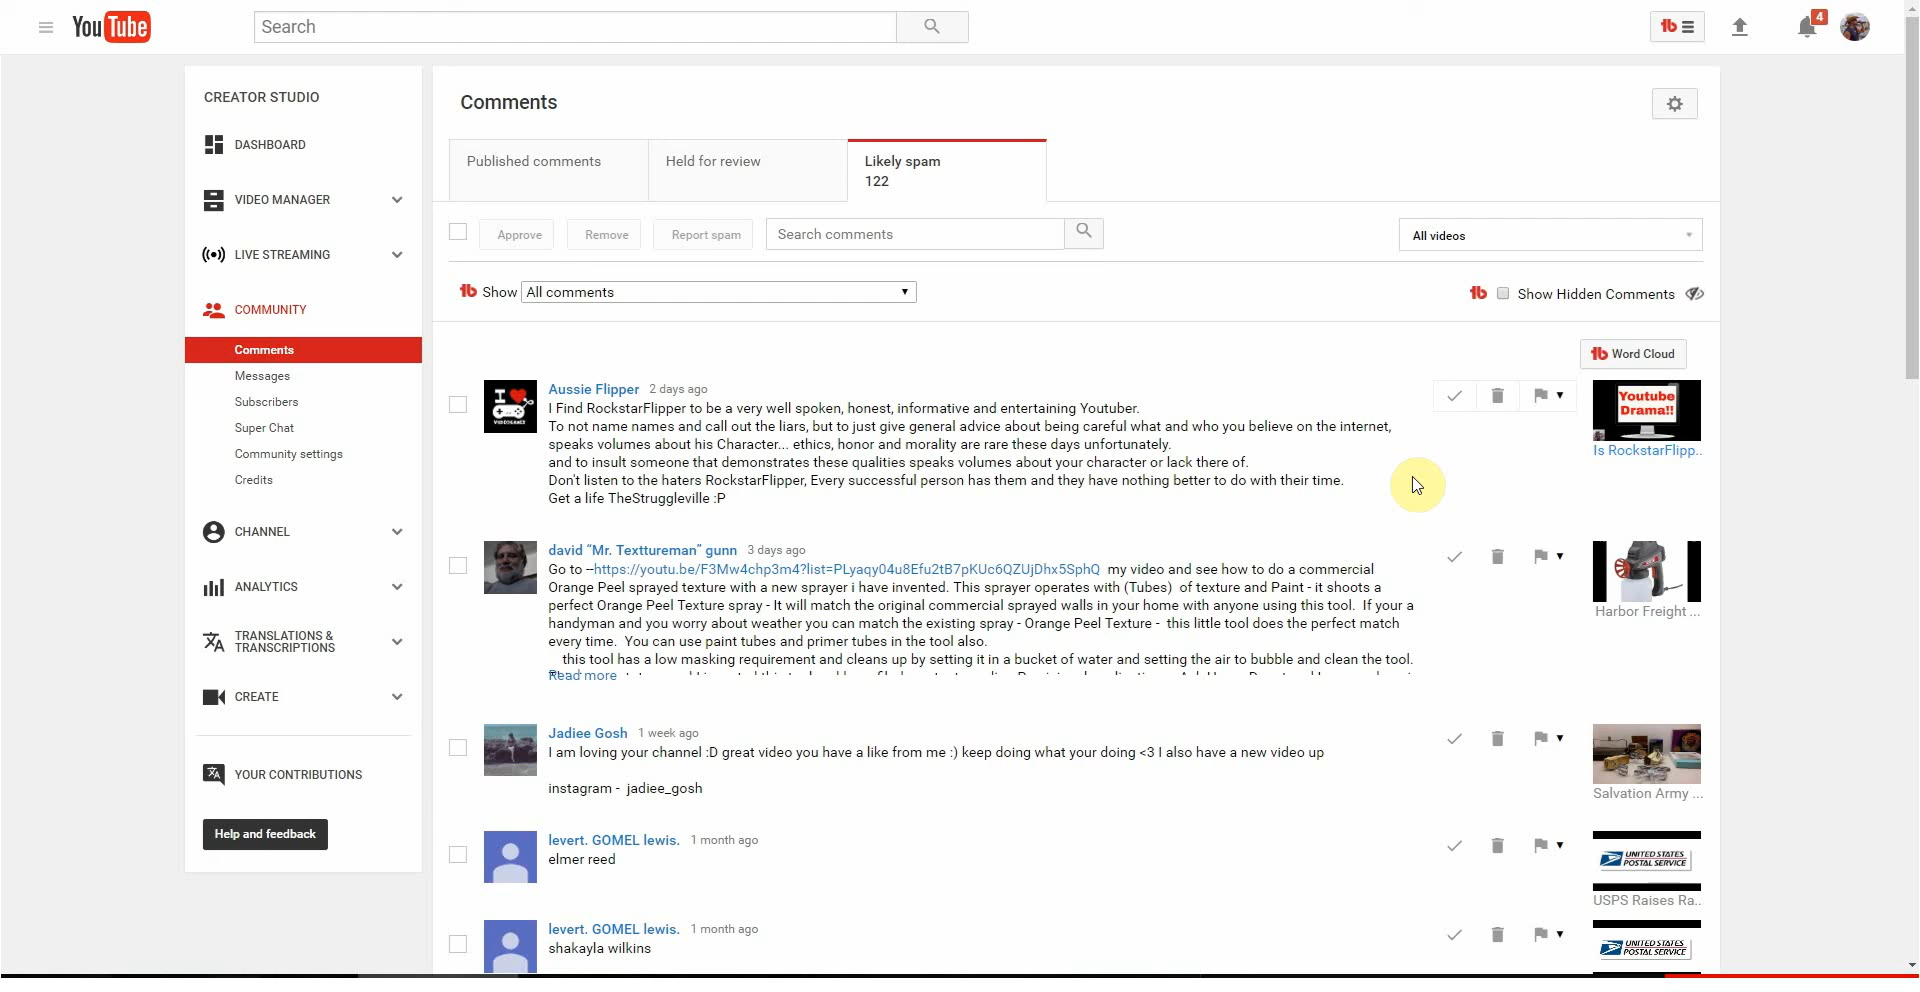 YouTube
Search
4
CREATOR STUDIO
DASHBOARD
VIDEO MANAGER
LIVE STREAMING
COMMUNITY
Comments
Messages
Subscribers
Super Chat
Community settings
Credits
CHANNEL
ANALYTICS
TRANSLATIONS &
TRANSCRIPTIONS
CREATE
YOUR CONTRIBUTIONS
Help and feedback
Comments
Published comments
Held for review
Likely spam
122
Approve
Remove
Report spam
Search comments
All videos
tb Show All comments
tb Show Hidden Comments
tb Word Cloud
I
VIDEOGAMES
Aussie Flipper 2 days ago
I Find RockstarFlipper to be a very well spoken, honest, informative and entertaining Youtuber.
To not name names and call out the liars, but to just give general advice about being careful what and who you believe on the internet,
speaks volumes about his Character... ethics, honor and morality are rare these days unfortunately.
and to insult someone that demonstrates these qualities speaks volumes about your character or lack there of.
Don't listen to the haters RockstarFlipper, Every successful person has them and they have nothing better to do with their time.
Get a life TheStruggleville :P
Youtube
Drama!!
Is RockstarFlipp..
david “Mr. Texttureman” gunn 3 days ago
Go to --https://youtu.be/F3Mw4chp3m4?list=PLyaqy04u8Efu2tB7pKUc6QZUjDhx5SphQ my video and see how to do a commercial
Orange Peel sprayed texture with a new sprayer i have invented. This sprayer operates with (Tubes) of texture and Paint - it shoots a
perfect Orange Peel Texture spray - It will match the original commercial sprayed walls in your home with anyone using this tool. If your a
handyman and you worry about weather you can match the existing spray - Orange Peel Texture - this little tool does the perfect match
every time. You can use paint tubes and primer tubes in the tool also.
this tool has a low masking requirement and cleans up by setting it in a bucket of water and setting the air to bubble and clean the tool.
Read more
Harbor Freight ...
Jadiee Gosh 1 week ago
I am loving your channel :D great video you have a like from me :) keep doing what your doing <3 I also have a new video up
instagram - jadiee_gosh
Salvation Army ...
levert. GOMEL lewis. 1 month ago
elmer reed
UNITED STATES
POSTAL SERVICE
USPS Raises Ra..
levert. GOMEL lewis. 1 month ago
shakayla wilkins
UNITED STATES
POSTAL SERVICE